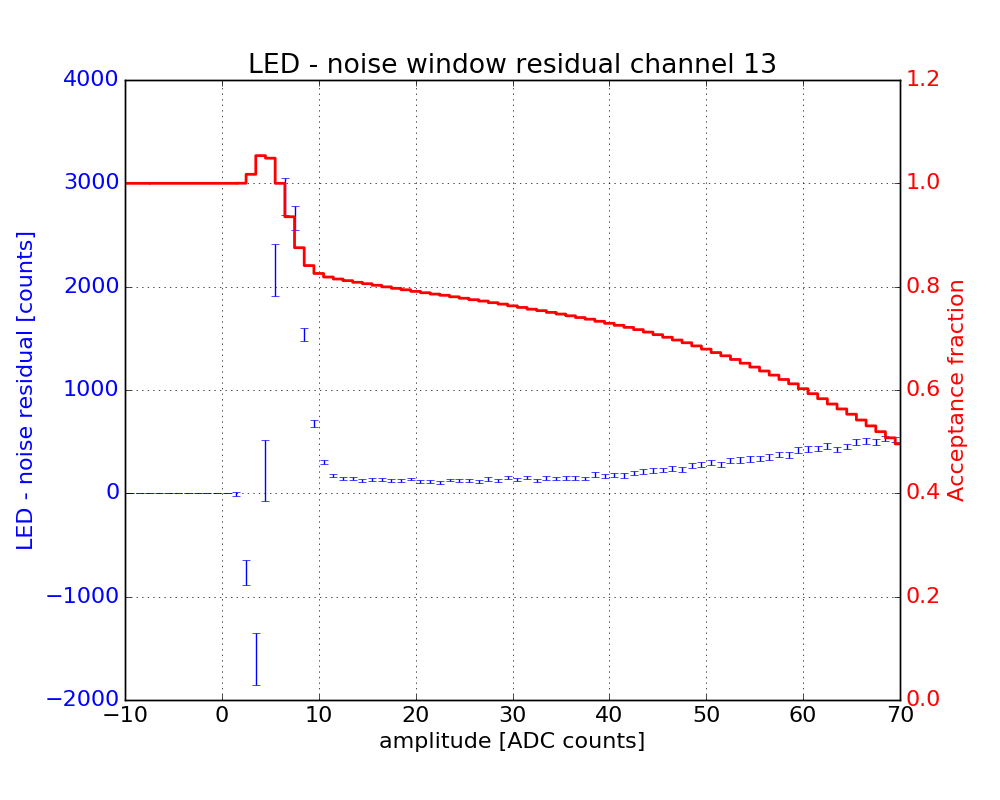 LED - noise window residual channel 13
4000
3000
2000
1000
0
−1000
−2000
LED - noise residual [counts]
1.2
1.0
0.8
0.6
0.4
0.2
0.0
Acceptance fraction
−10 0 10 20 30 40 50 60 70
amplitude [ADC counts]